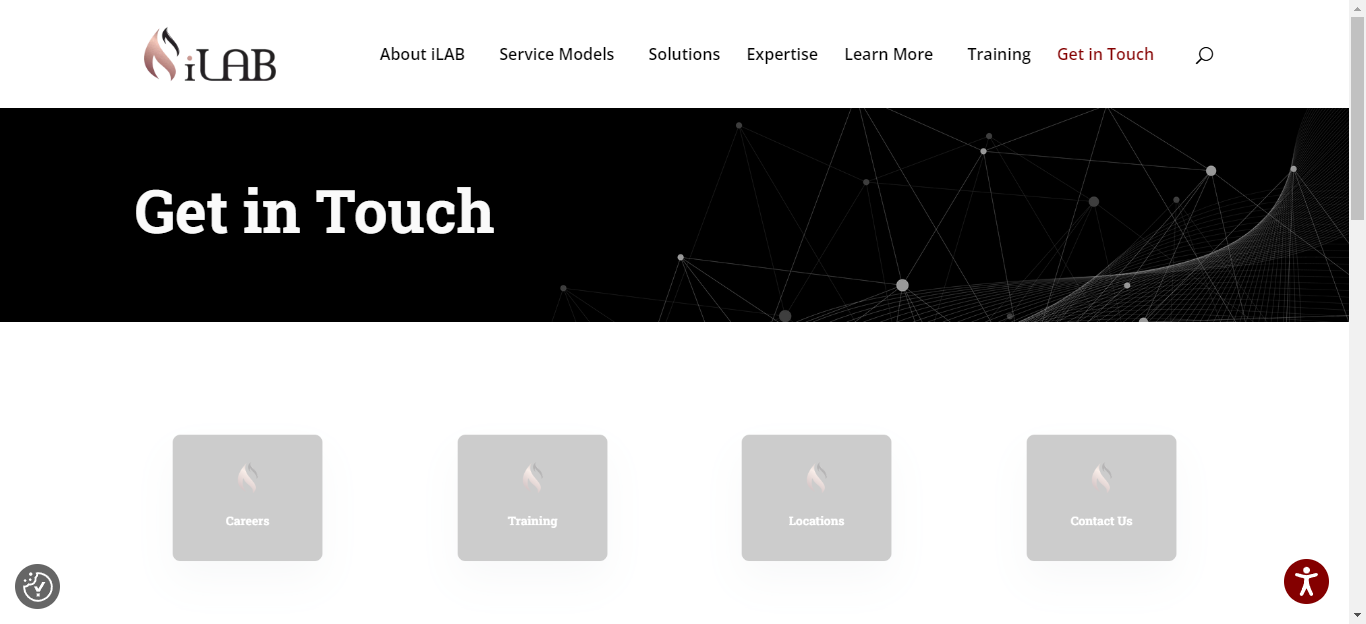 iLAB
About iLAB Service Models Solutions Expertise Learn More Training Get in Touch
Get in Touch
Careers Training Locations Contact Us